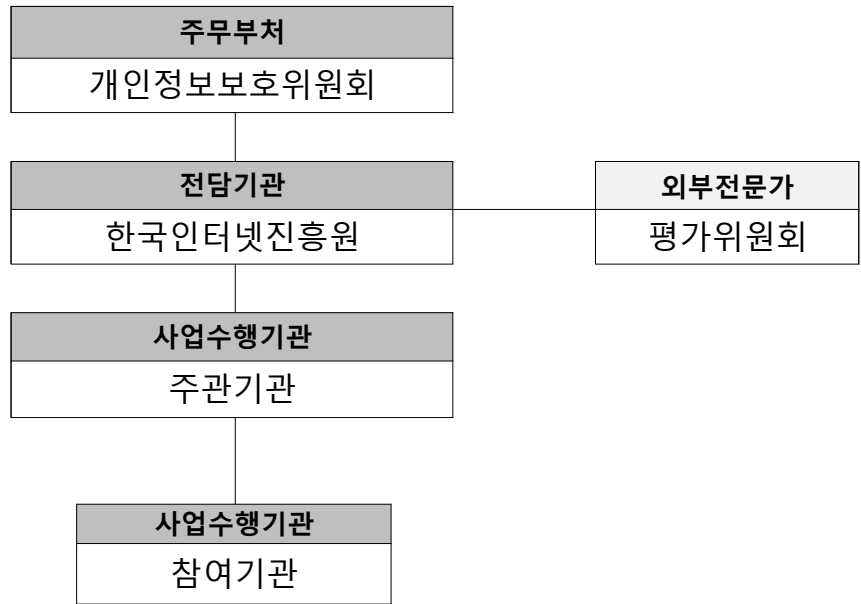 주무부처
개인정보보호위원회
전담기관
한국인터넷진흥원
외부전문가
평가위원회
사업수행기관
주관기관
사업수행기관
참여기관